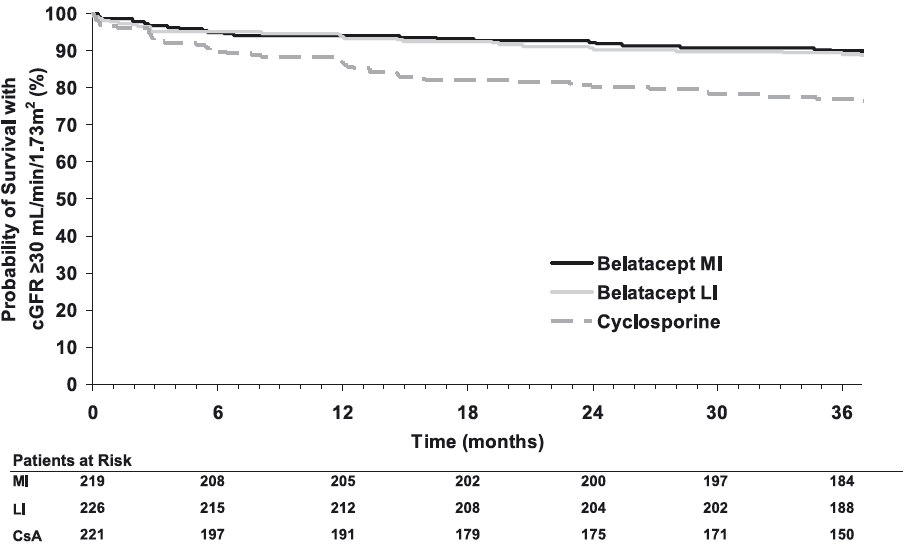 Probability of Survival with
cGFR ≥30 mL/min/1.73m² (%)
100
90
80
70
60
50
40
30
20
10
0
Belatacept MI
Belatacept LI
Cyclosporine
0 6 12 18 24 30 36
Time (months)
Patients at Risk
MI 219 208 205 202 200 197 184
LI 226 215 212 208 204 202 188
CsA 221 197 191 179 175 171 150